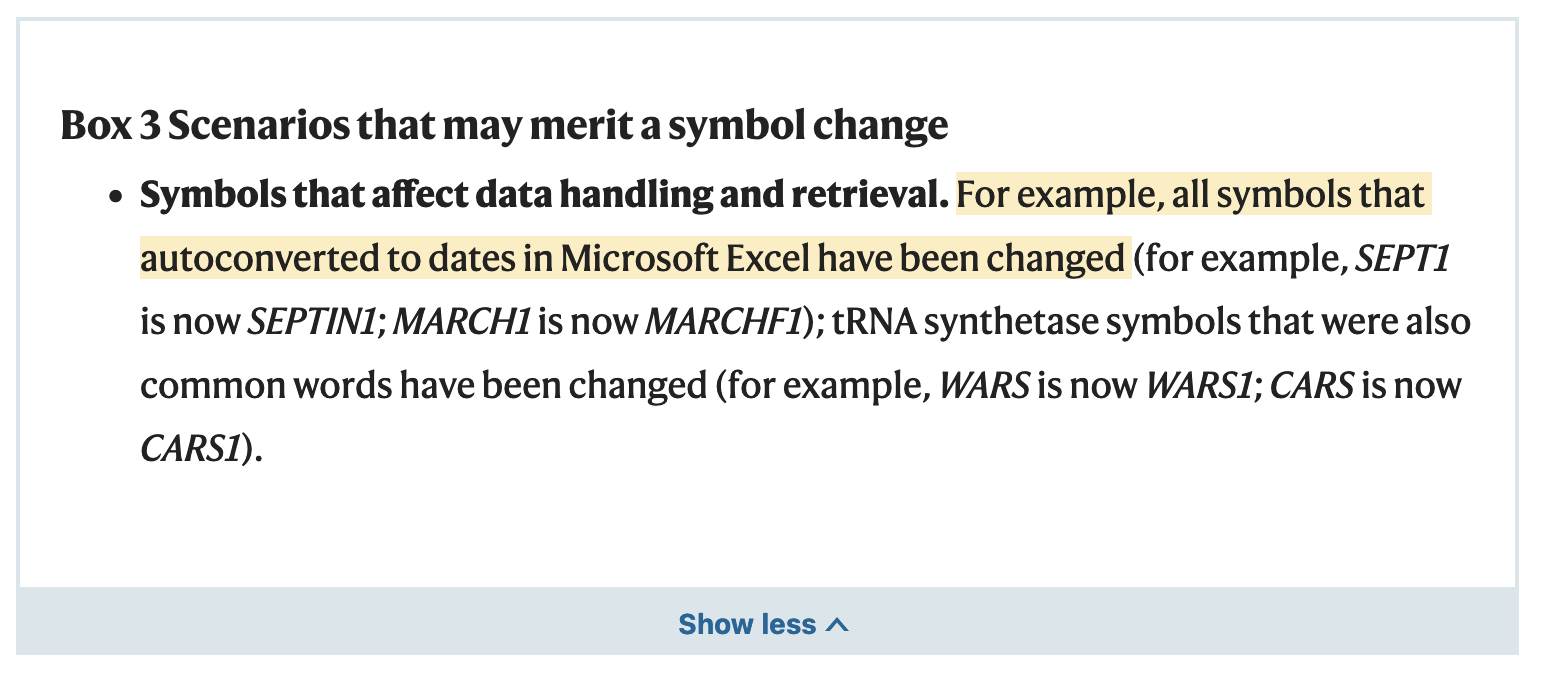 Box 3 Scenarios that may merit a symbol change
• Symbols that affect data handling and retrieval. For example, all symbols that
autoconverted to dates in Microsoft Excel have been changed (for example, SEPT1
is now SEPTIN1; MARCH1 is now MARCHF1); tRNA synthetase symbols that were also
common words have been changed (for example, WARS is now WARS1; CARS is now
CARS1).
Show less